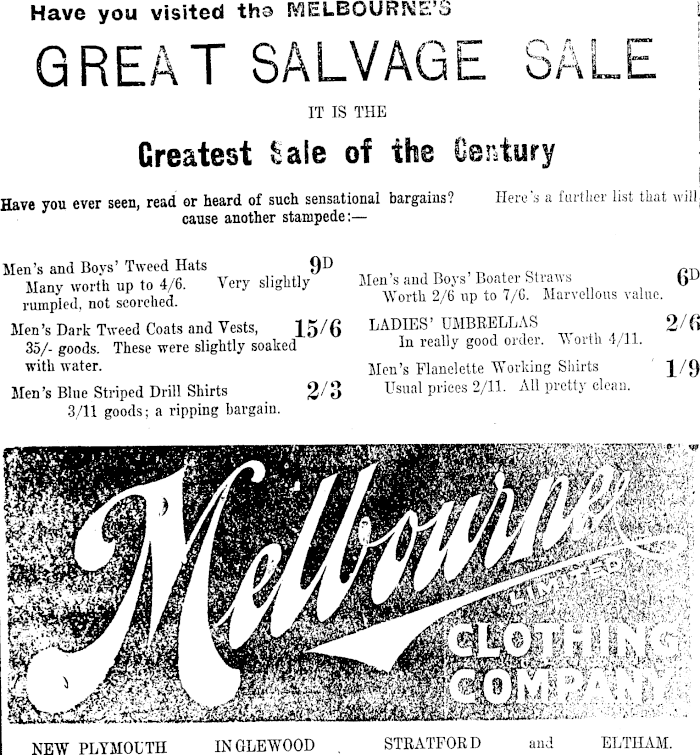 Have you visited the MELBOURNE'S
GREAT SALVAGE SALE
IT IS THE
Greatest Sale of the Century
Have you ever seen, read or heard of such sensational bargains? Here's a further list that will
cause another stampede:—
Men's and Boys' Tweed Hats 9D
Many worth up to 4/6. Very slightly
rumpled, not scorched.
Men's Dark Tweed Coats and Vests, 15/6
35/- goods. These were slightly soaked
with water.
Men's Blue Striped Drill Shirts 2/3
3/11 goods; a ripping bargain.
Men's and Boys' Boater Straws 6D
Worth 2/6 up to 7/6. Marvellous value.
LADIES' UMBRELLAS 2/6
In really good order. Worth 4/11.
Men's Flanelette Working Shirts 1/9
Usual prices 2/11. All pretty clean.
Melbourne
LIMITED
CLOTHING
COMPANY
NEW PLYMOUTH INGLEWOOD STRATFORD and ELTHAM.